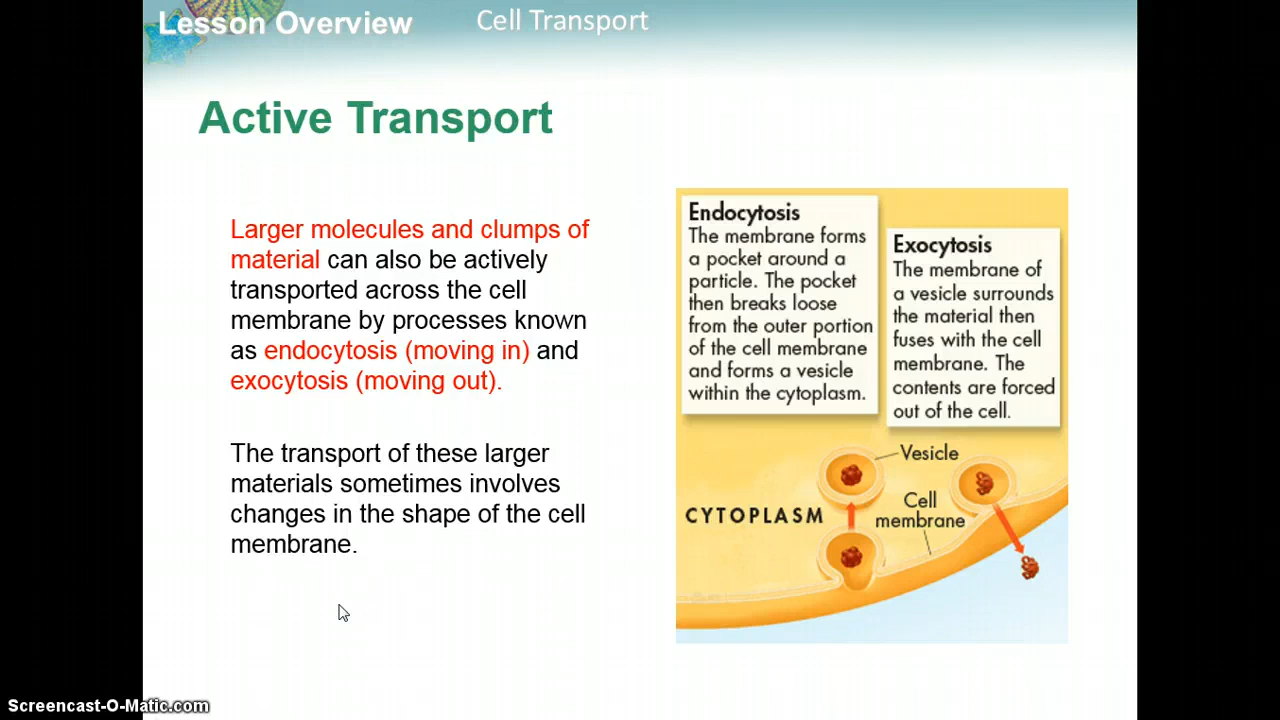 Lesson Overview
Cell Transport
Active Transport
Larger molecules and clumps of
material can also be actively
transported across the cell
membrane by processes known
as endocytosis (moving in) and
exocytosis (moving out).
The transport of these larger
materials sometimes involves
changes in the shape of the cell
membrane.
Endocytosis
The membrane forms
a pocket around a
particle. The pocket
then breaks loose
from the outer portion
of the cell membrane
and forms a vesicle
within the cytoplasm.
Exocytosis
The membrane of
a vesicle surrounds
the material then
fuses with the cell
membrane. The
contents are forced
out of the cell.
Vesicle
Cell
membrane
CYTOPLASM
Screencast-O-Matic.com